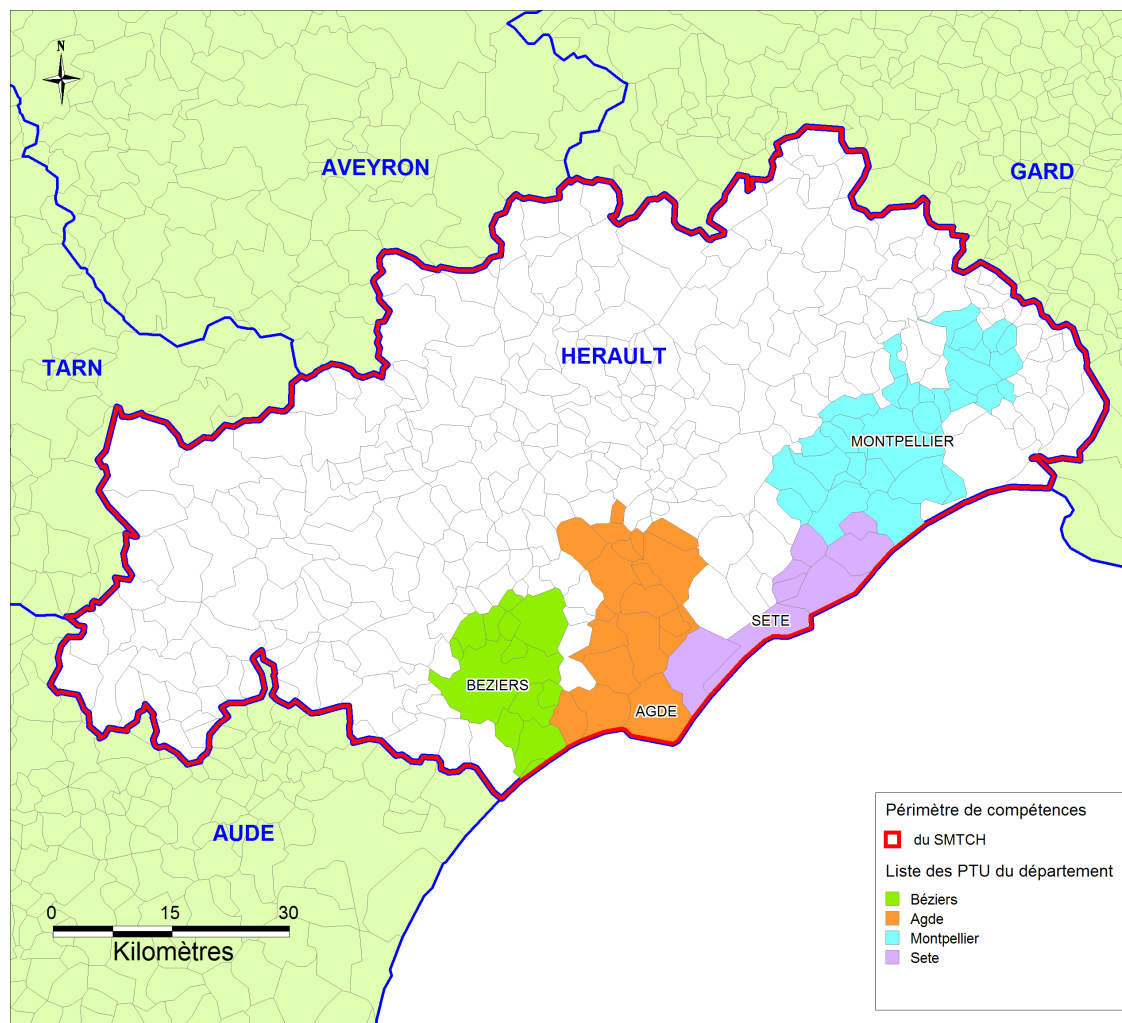 N
AVEYRON
GARD
TARN
HERAULT
MONTPELLIER
SETE
BEZIERS
AGDE
AUDE
0 15 30
Kilomètres
Périmètre de compétences
du SMTCH
Liste des PTU du département
Béziers
Agde
Montpellier
Sete